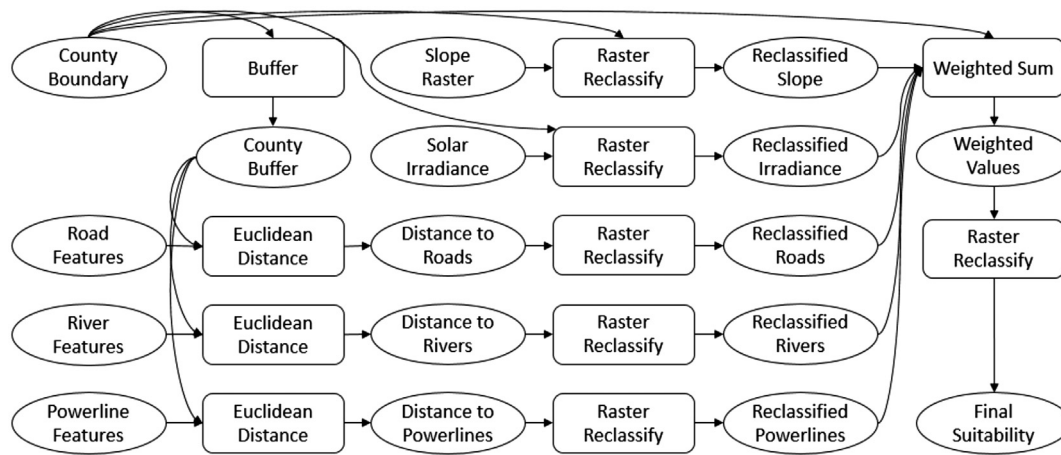 County
Boundary
Buffer
Slope
Raster
Raster
Reclassify
Reclassified
Slope
Weighted Sum
County
Buffer
Solar
Irradiance
Raster
Reclassify
Reclassified
Irradiance
Weighted
Values
Road
Features
Euclidean
Distance
Distance to
Roads
Raster
Reclassify
Reclassified
Roads
Raster
Reclassify
River
Features
Euclidean
Distance
Distance to
Rivers
Raster
Reclassify
Reclassified
Rivers
Powerline
Features
Euclidean
Distance
Distance to
Powerlines
Raster
Reclassify
Reclassified
Powerlines
Final
Suitability